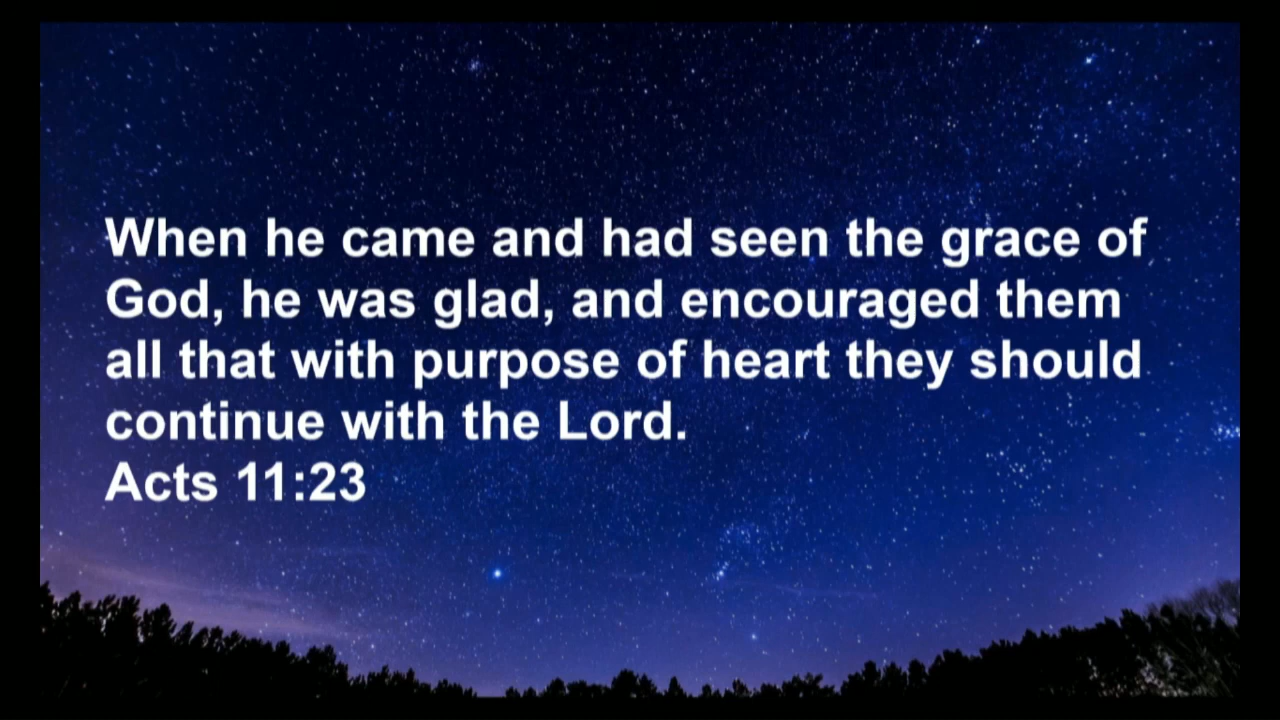 When he came and had seen the grace of
God, he was glad, and encouraged them
all that with purpose of heart they should
continue with the Lord.
Acts 11:23